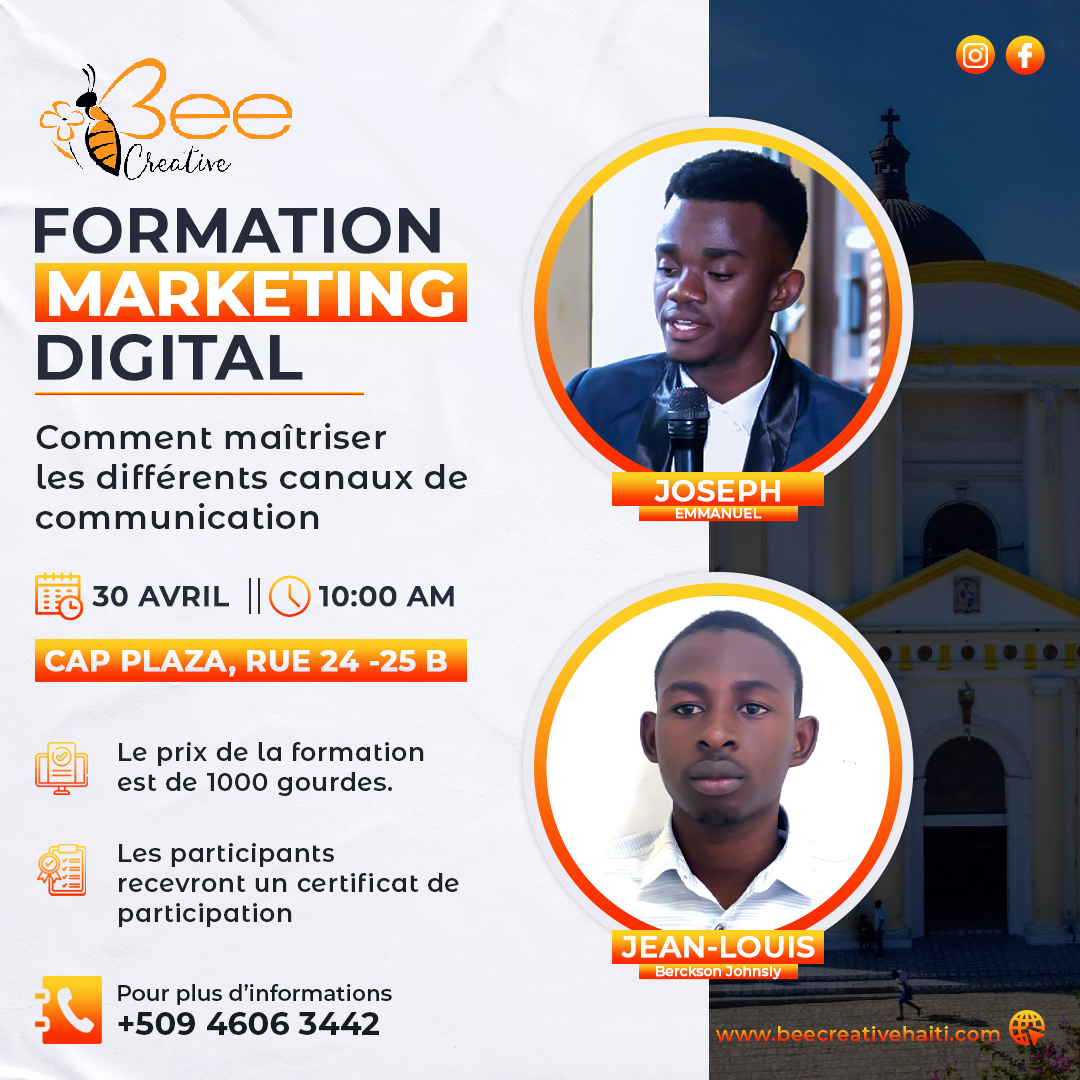 Bee
Creative
FORMATION
MARKETING
DIGITAL
Comment maîtriser
les différents canaux de
communication
30 AVRIL || 10:00 AM
CAP PLAZA, RUE 24 -25 B
Le prix de la formation
est de 1000 gourdes.
Les participants
recevront un certificat de
participation
Pour plus d’informations
+509 4606 3442
JOSEPH
EMMANUEL
JEAN-LOUIS
Berckson Johnsly
www.beecreativehaiti.com